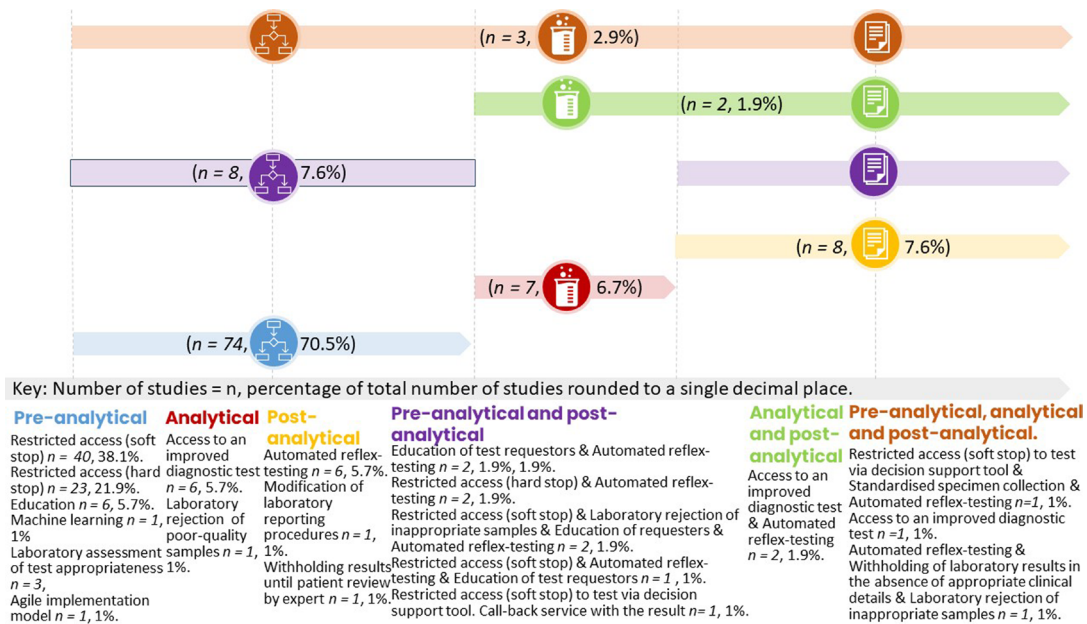 (n = 3, 2.9%)
(n = 2, 1.9%)
(n = 8, 7.6%)
(n = 8, 7.6%)
(n = 7, 6.7%)
(n = 74, 70.5%)
Key: Number of studies = n, percentage of total number of studies rounded to a single decimal place.
Pre-analytical
Restricted access (soft
stop) n = 40, 38.1%.
Restricted access (hard
stop) n = 23, 21.9%.
Education n = 6, 5.7%.
Machine learning n = 1,
1%
Laboratory assessment
of test appropriateness
n = 3,
Agile implementation
model n = 1, 1%.
Analytical
Access to an
improved
diagnostic test
n = 6, 5.7%.
Laboratory
rejection of
poor-quality
samples n = 1,
1%.
Post-
analytical
Automated reflex-
testing n = 6, 5.7%.
Modification of
laboratory
reporting
procedures n = 1,
1%.
Withholding results
until patient review
by expert n = 1, 1%.
Pre-analytical and post-
analytical
Education of test requestors & Automated reflex-
testing n = 2, 1.9%, 1.9%.
Restricted access (hard stop) & Automated reflex-
testing n = 2, 1.9%.
Restricted access (soft stop) & Laboratory rejection of
inappropriate samples & Education of requesters &
Automated reflex-testing n = 2, 1.9%.
Restricted access (soft stop) & Automated reflex-
testing & Education of test requestors n = 1 , 1%.
Restricted access (soft stop) to test via decision
support tool. Call-back service with the result n= 1, 1%.
Analytical
and post-
analytical
Access to an
improved
diagnostic test
& Automated
reflex-testing
n = 2, 1.9%.
Pre-analytical, analytical
and post-analytical.
Restricted access (soft stop) to test
via decision support tool &
Standardised specimen collection &
Automated reflex-testing n=1, 1%.
Access to an improved diagnostic
test n =1, 1%.
Automated reflex-testing &
Withholding of laboratory results in
the absence of appropriate clinical
details & Laboratory rejection of
inappropriate samples n = 1, 1%.